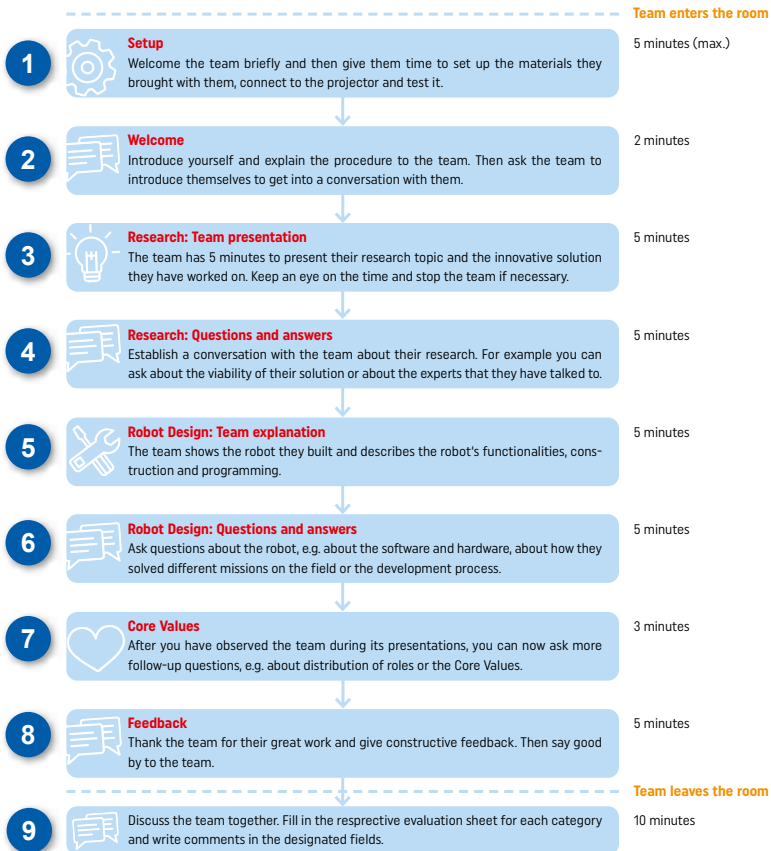 Team enters the room
1
Setup
5 minutes (max.)
Welcome the team briefly and then give them time to set up the materials they
brought with them, connect to the projector and test it.
2
Welcome
2 minutes
Introduce yourself and explain the procedure to the team. Then ask the team to
introduce themselves to get into a conversation with them.
3
Research: Team presentation
5 minutes
The team has 5 minutes to present their research topic and the innovative solution
they have worked on. Keep an eye on the time and stop the team if necessary.
4
Research: Questions and answers
5 minutes
Establish a conversation with the team about their research. For example you can
ask about the viability of their solution or about the experts that they have talked to.
5
Robot Design: Team explanation
5 minutes
The team shows the robot they built and describes the robot's functionalities, cons-
truction and programming.
6
Robot Design: Questions and answers
5 minutes
Ask questions about the robot, e.g. about the software and hardware, about how they
solved different missions on the field or the development process.
7
Core Values
3 minutes
After you have observed the team during its presentations, you can now ask more
follow-up questions, e.g. about distribution of roles or the Core Values.
8
Feedback
5 minutes
Thank the team for their great work and give constructive feedback. Then say good
by to the team.
Team leaves the room
9
Discuss the team together. Fill in the resprective evaluation sheet for each category
10 minutes
and write comments in the designated fields.